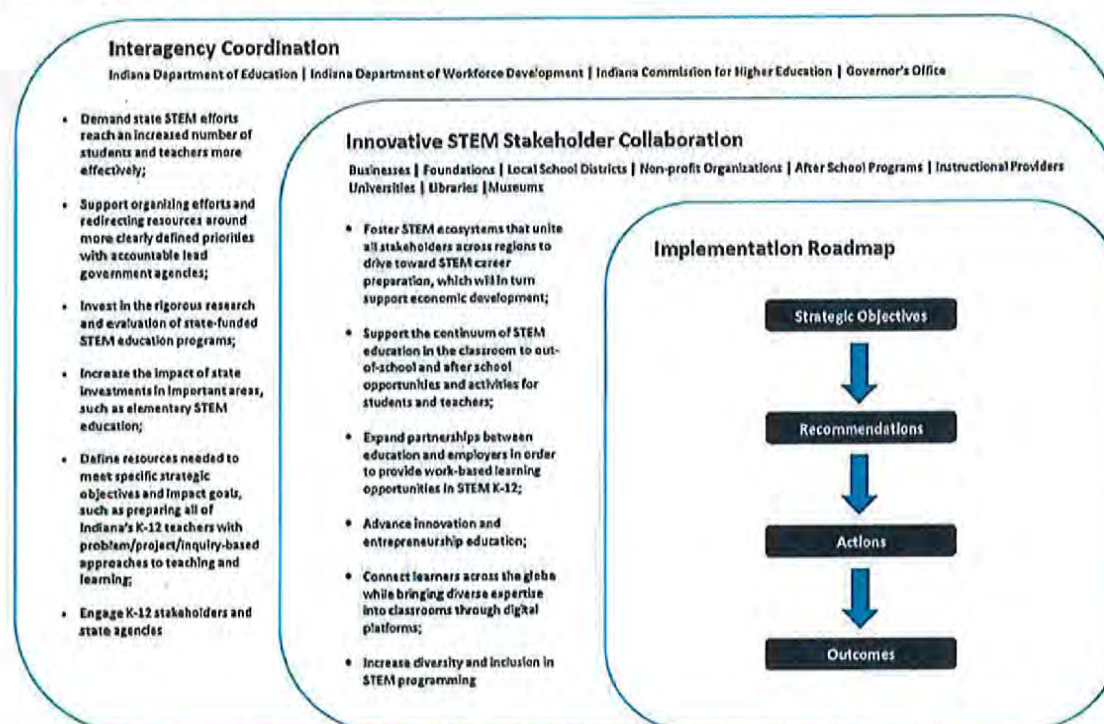 Interagency Coordination
Indiana Department of Education | Indiana Department of Workforce Development | Indiana Commission for Higher Education | Governor's Office
• Demand state STEM efforts
reach an increased number of
students and teachers more
effectively;
• Support organizing efforts and
redirecting resources around
more clearly defined priorities
with accountable lead
government agencies;
• Invest in the rigorous research
and evaluation of state-funded
STEM education programs;
• Increase the impact of state
investments in important areas,
such as elementary STEM
education;
• Define resources needed to
meet specific strategic
objectives and impact goals,
such as preparing all of
Indiana's K-12 teachers with
problem/project/inquiry-based
approaches to teaching and
learning;
• Engage K-12 stakeholders and
state agencies
Innovative STEM Stakeholder Collaboration
Businesses | Foundations | Local School Districts | Non-profit Organizations | After School Programs | Instructional Providers
Universities | Libraries | Museums
• Foster STEM ecosystems that unite
all stakeholders across regions to
drive toward STEM career
preparation, which will in turn
support economic development;
• Support the continuum of STEM
education in the classroom to out-
of-school and after school
opportunities and activities for
students and teachers;
• Expand partnerships between
education and employers in order
to provide work-based learning
opportunities in STEM K-12;
• Advance innovation and
entrepreneurship education;
• Connect learners across the globe
while bringing diverse expertise
into classrooms through digital
platforms;
• Increase diversity and inclusion in
STEM programming
Implementation Roadmap
Strategic Objectives
Recommendations
Actions
Outcomes